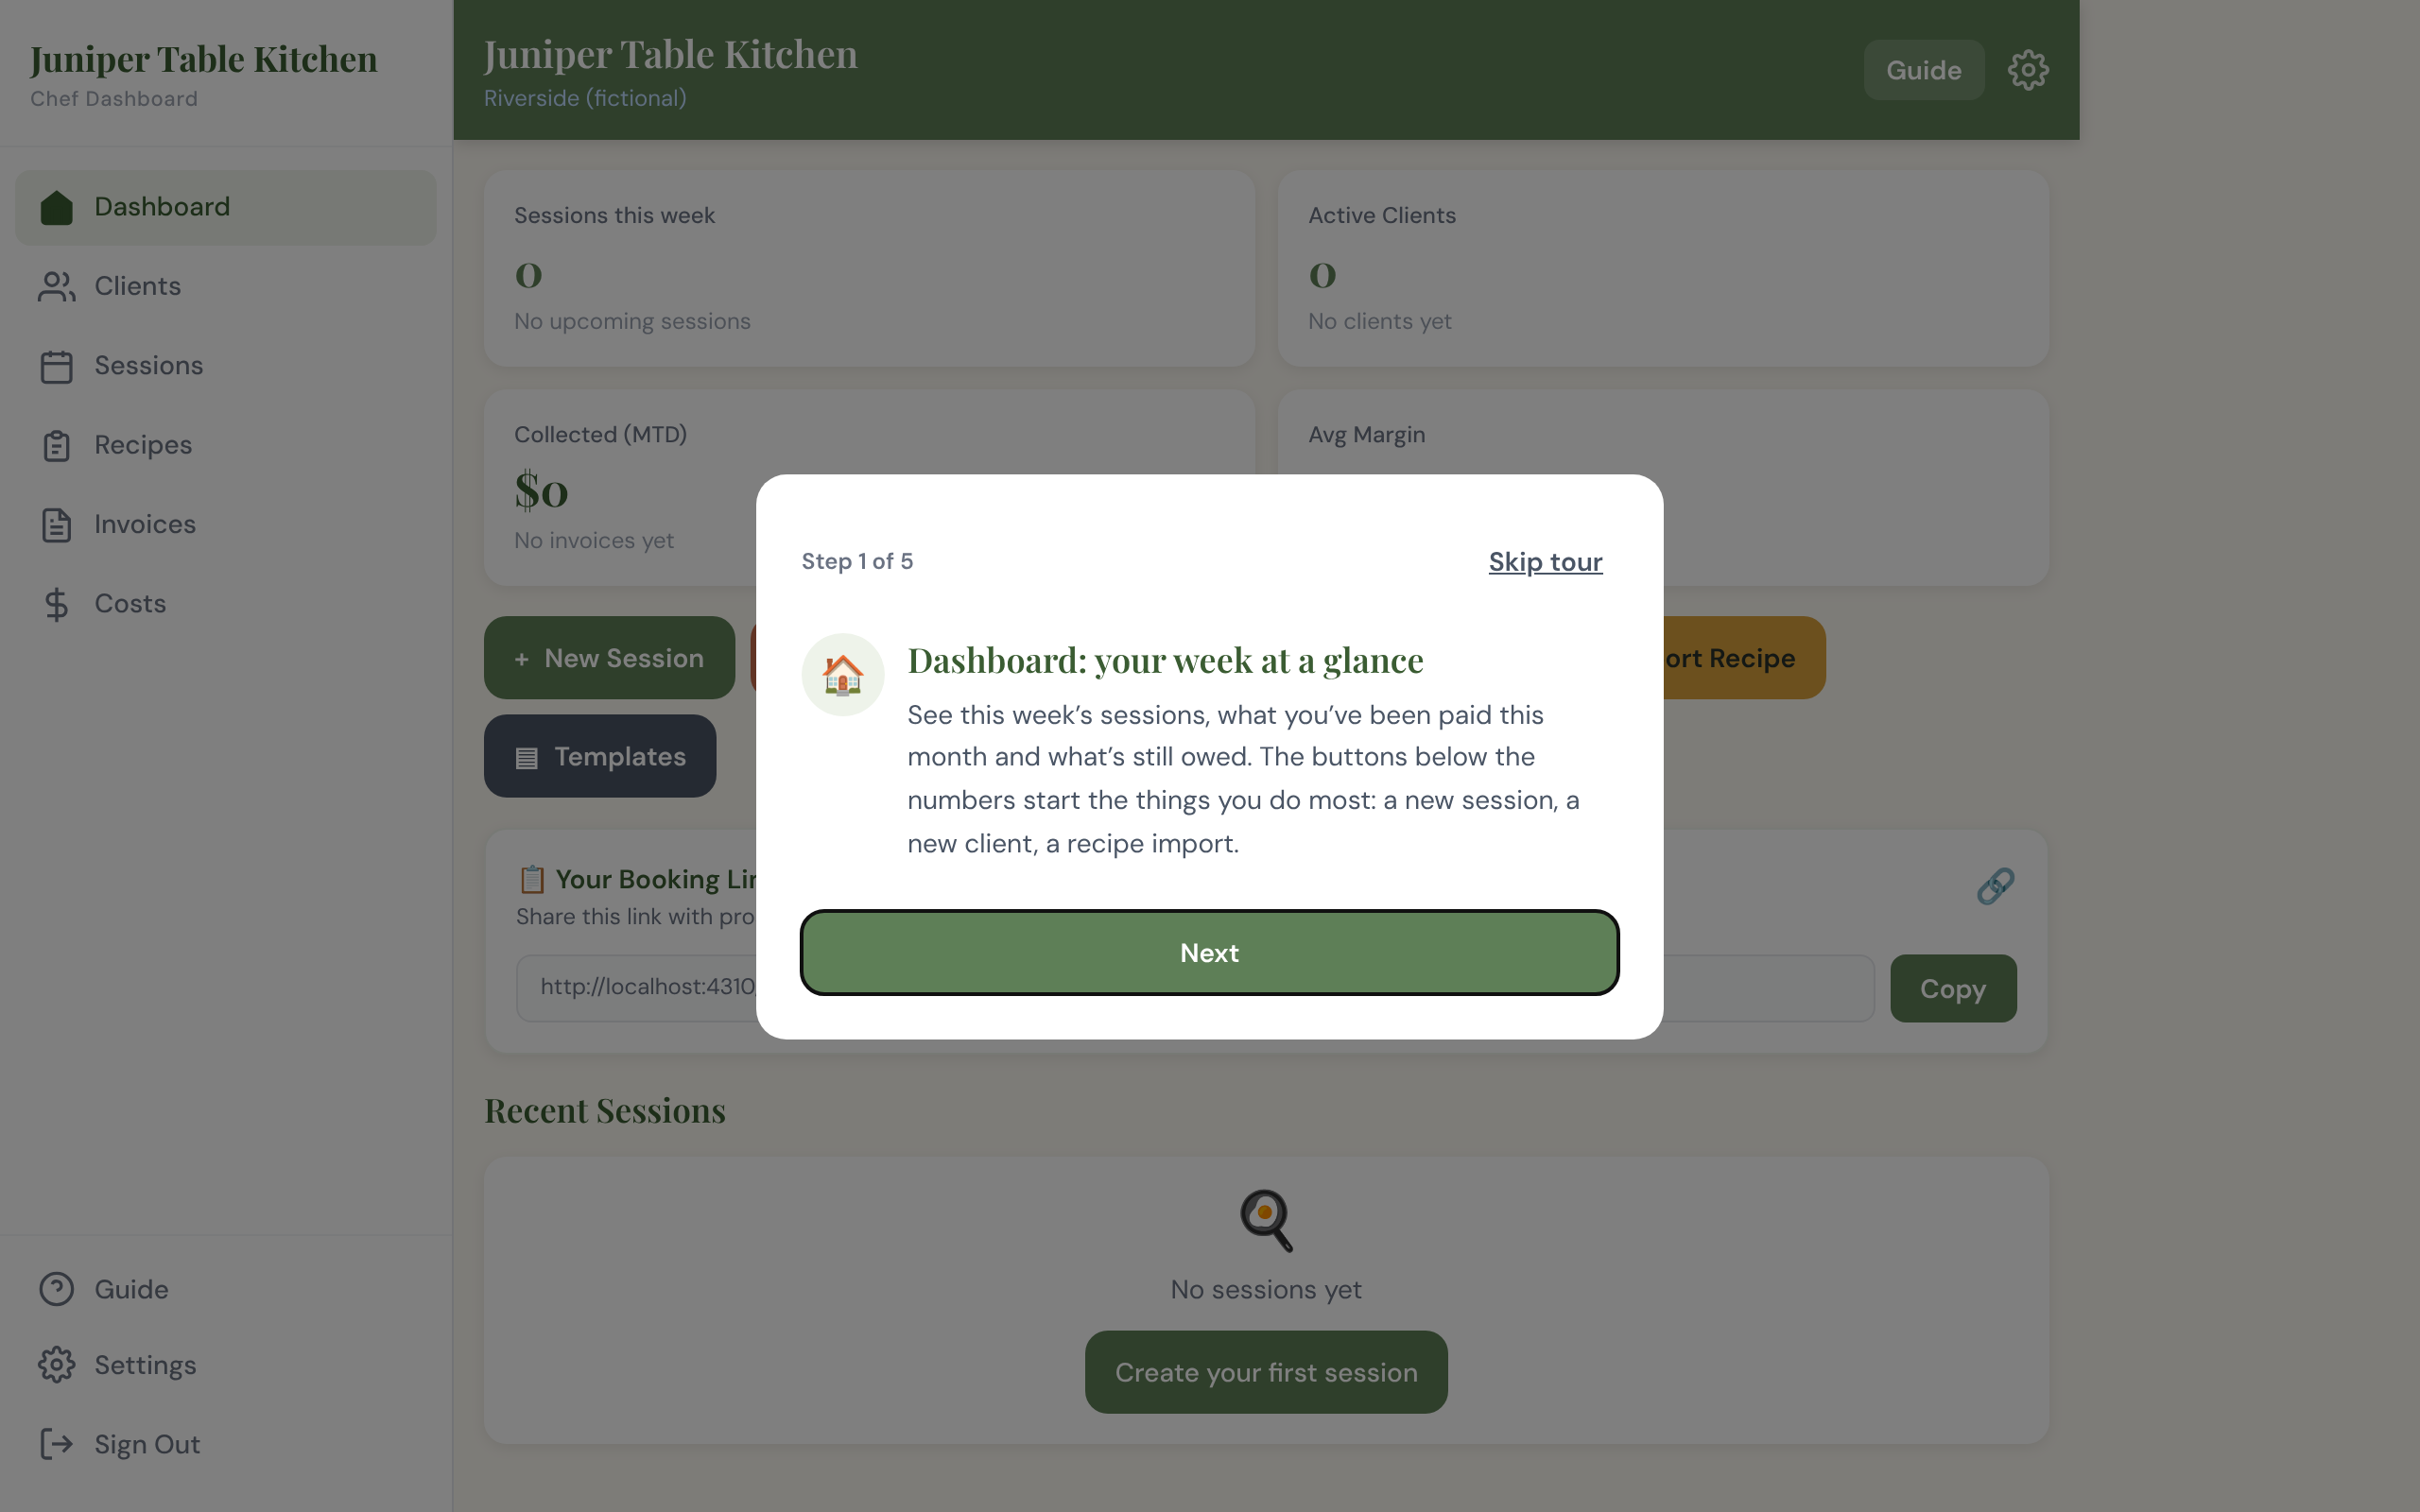 Juniper Table Kitchen
Chef Dashboard
Dashboard
Clients
Sessions
Recipes
Invoices
Costs
Guide
Settings
Sign Out
Juniper Table Kitchen
Riverside (fictional)
Guide
Sessions this week
0
No upcoming sessions
Active Clients
0
No clients yet
Collected (MTD)
$0
No invoices yet
Avg Margin
+ New Session
Recipe
Templates
Your Booking
Share this link with
http://localhost:4310
Copy
Step 1 of 5
Skip tour
Dashboard: your week at a glance
See this week’s sessions, what you’ve been paid this
month and what’s still owed. The buttons below the
numbers start the things you do most: a new session, a
new client, a recipe import.
Next
Recent Sessions
No sessions yet
Create your first session